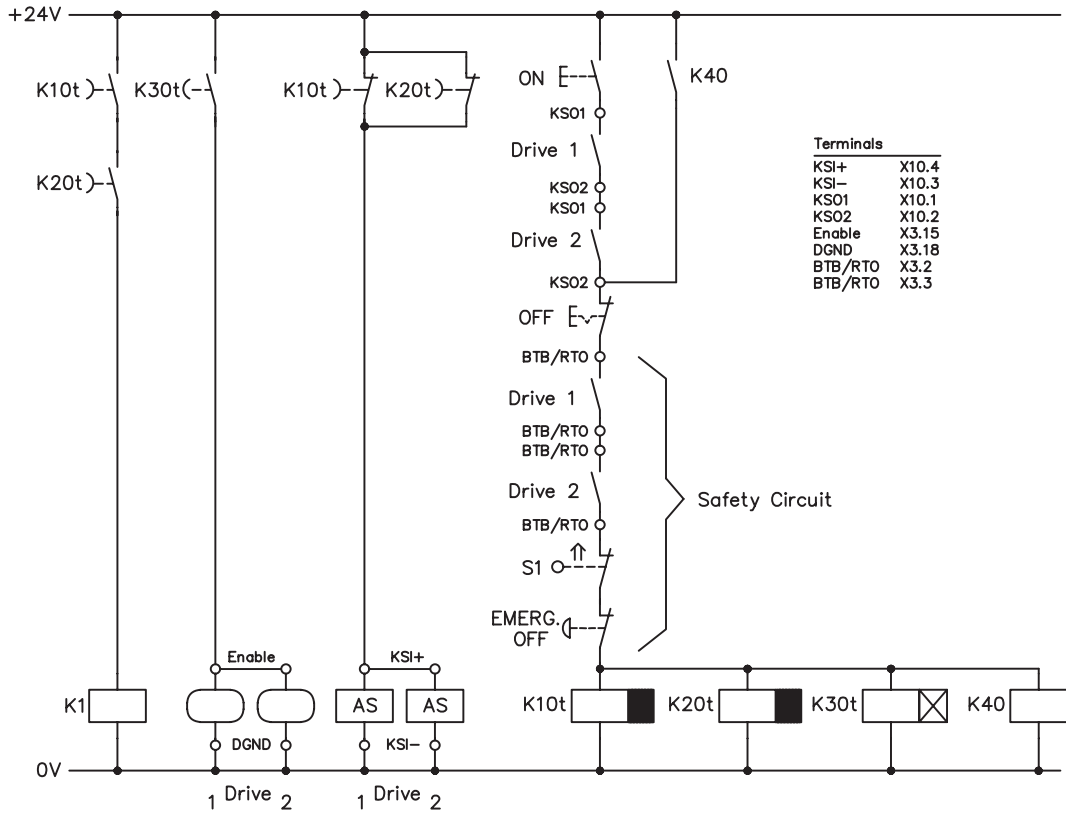 +24V
K10t
K30t
K10t
K20t
ON
K40
KSO1
Drive 1
KSO2
KSO1
Drive 2
KSO2
K20t
Terminals
KSI+ X10.4
KSI- X10.3
KSO1 X10.1
KSO2 X10.2
Enable X3.15
DGND X3.18
BTB/RTO X3.2
BTB/RTO X3.3
OFF
BTB/RTO
Drive 1
BTB/RTO
BTB/RTO
Drive 2
BTB/RTO
Safety Circuit
S1
EMERG.
OFF
Enable
KSI+
K1
AS
AS
K10t
K20t
K30t
K40
DGND
KSI-
0V
1 Drive 2
1 Drive 2